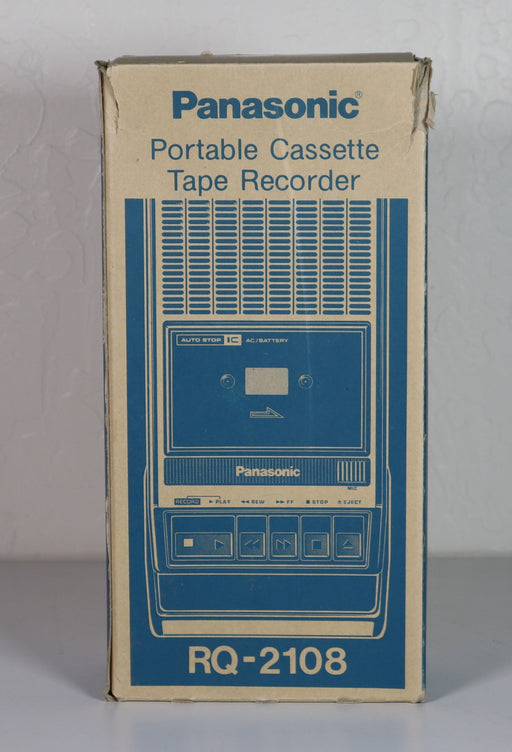 Panasonic®
Portable Cassette
Tape Recorder
AUTO STOP IC AC/BATTERY
Panasonic
MIC
RECORD ▶ PLAY ◀◀ REW ▶▶ FF ■ STOP ▲ EJECT
RQ-2108